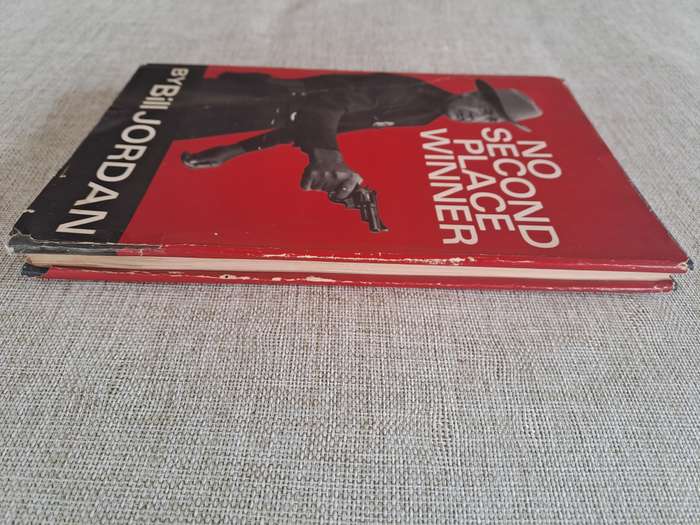 NO
SECOND
PLACE
WINNER
BY Bill JORDAN